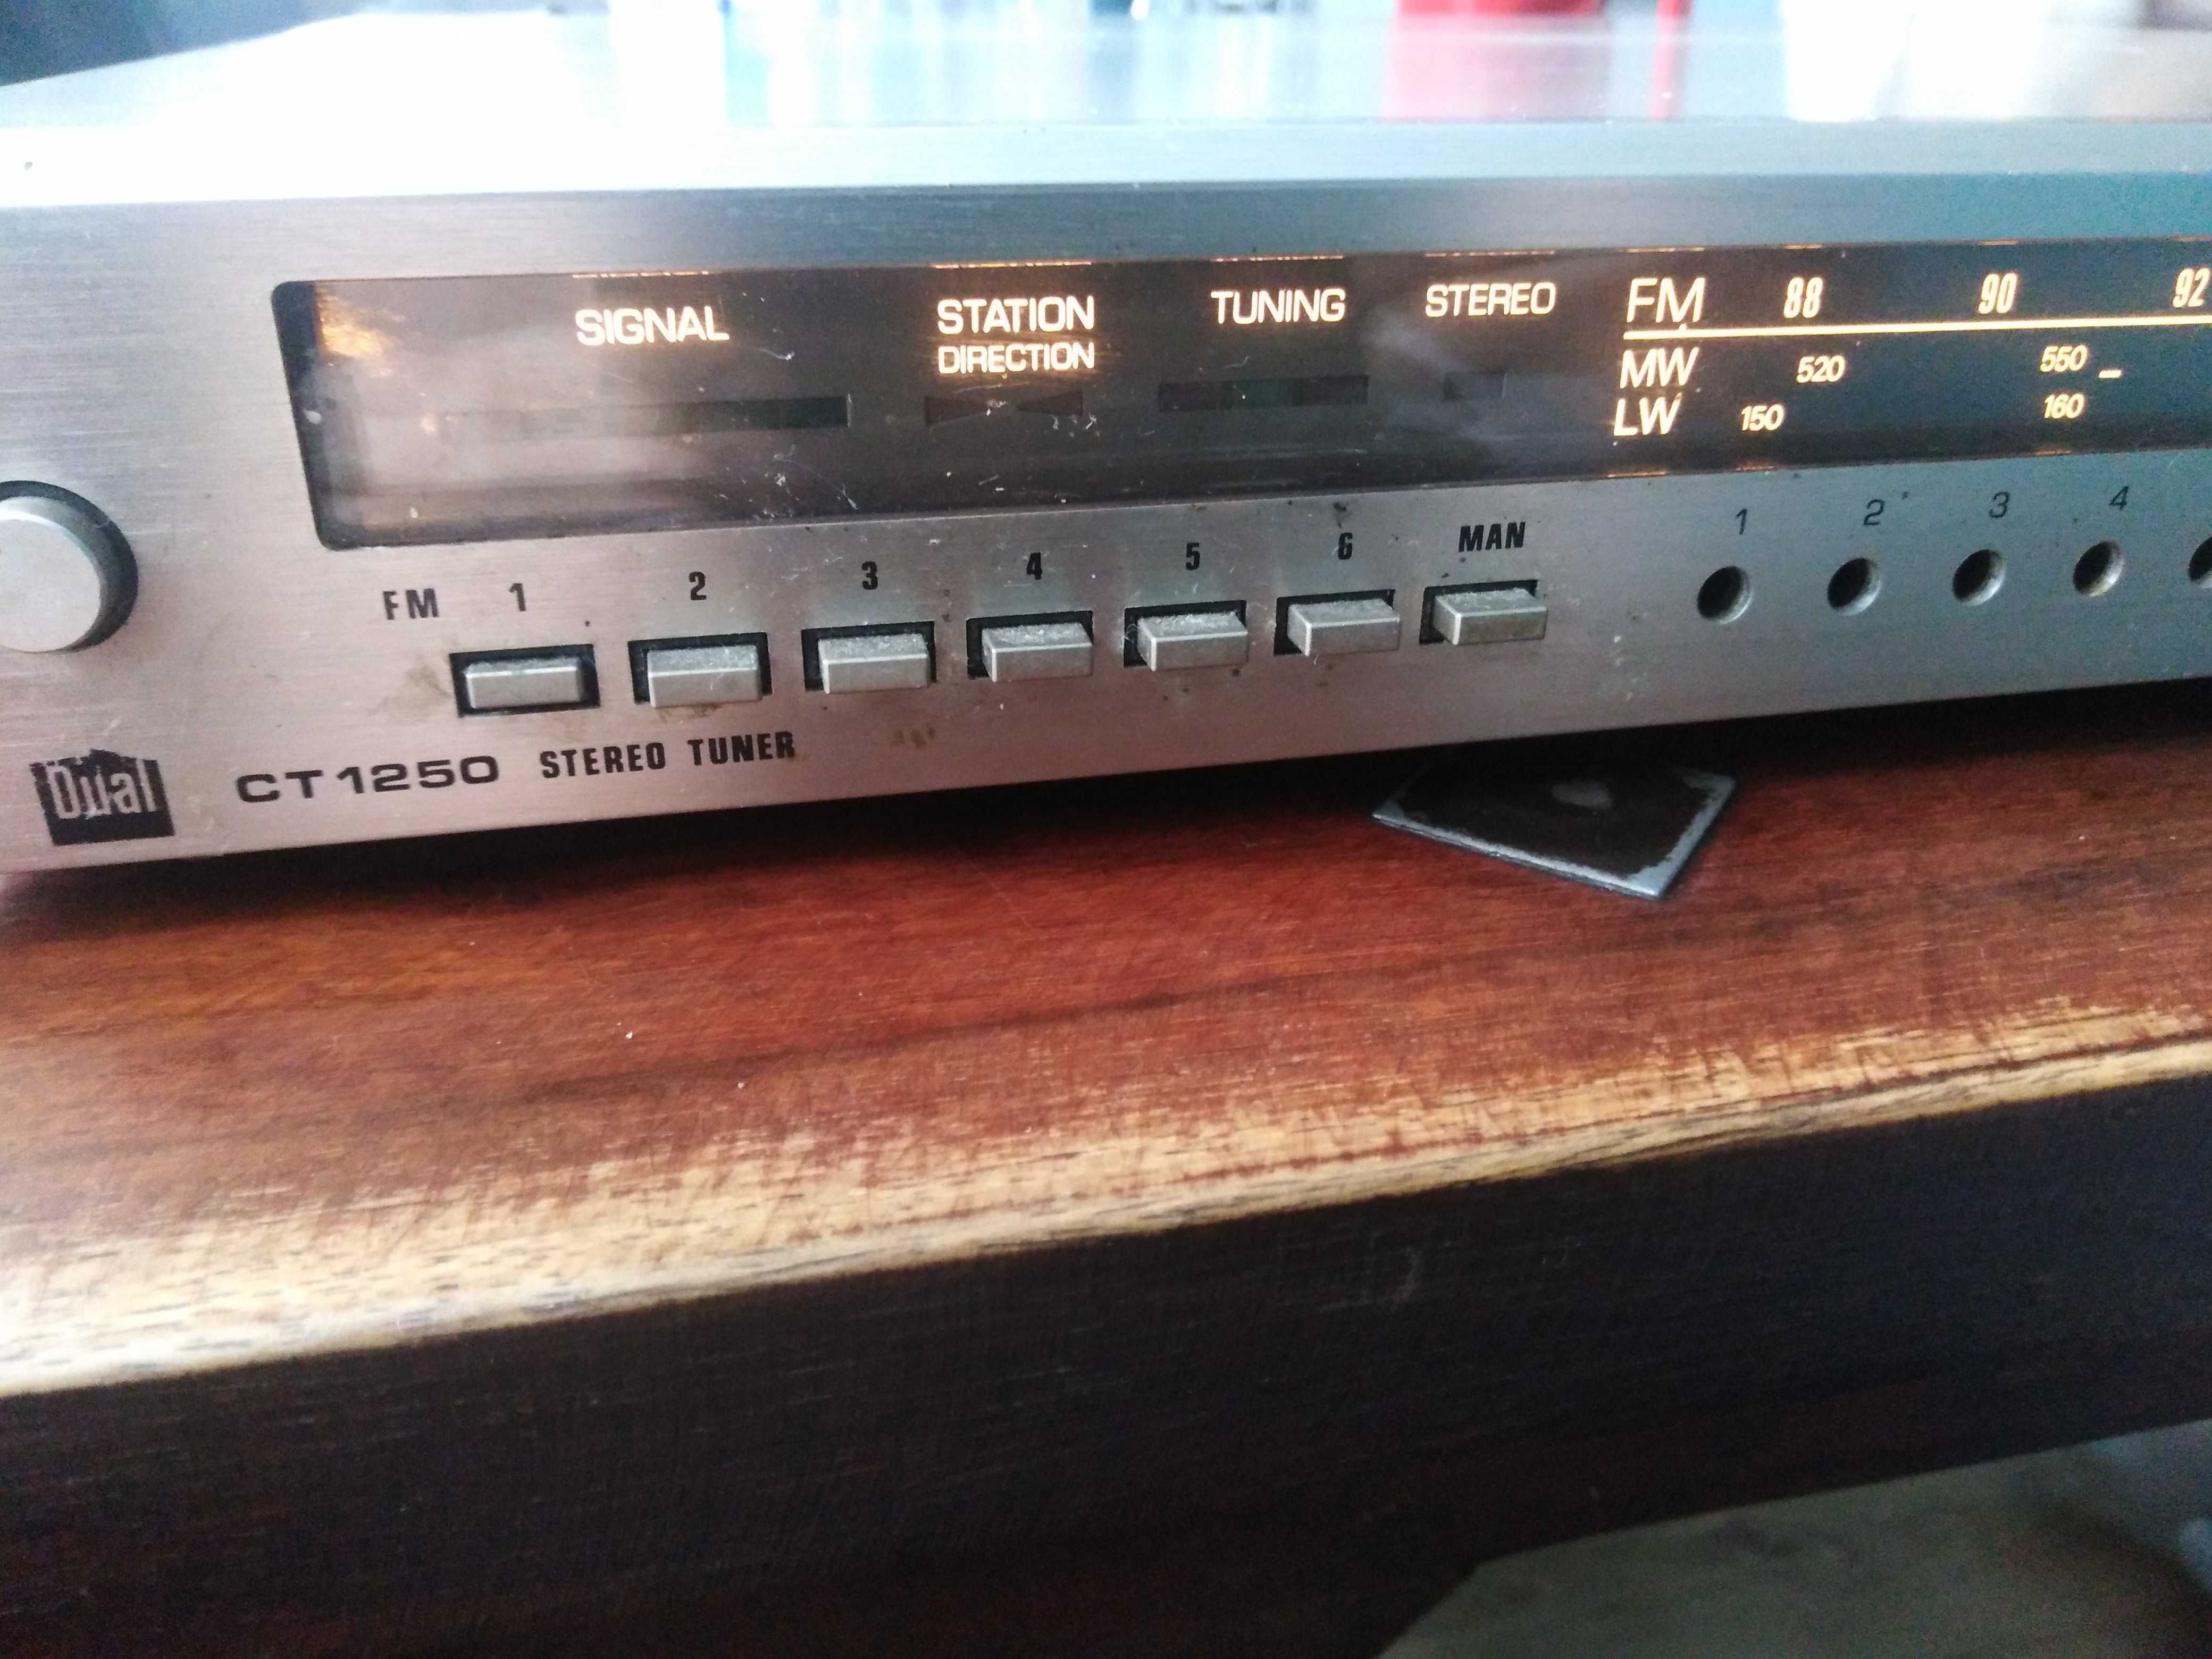 SIGNAL STATION TUNING STEREO FM 88 90 92
DIRECTION
MW 520 550
LW 150 160
1 2 3 4
FM 1 2 3 4 5 6 MAN
Dual CT1250 STEREO TUNER